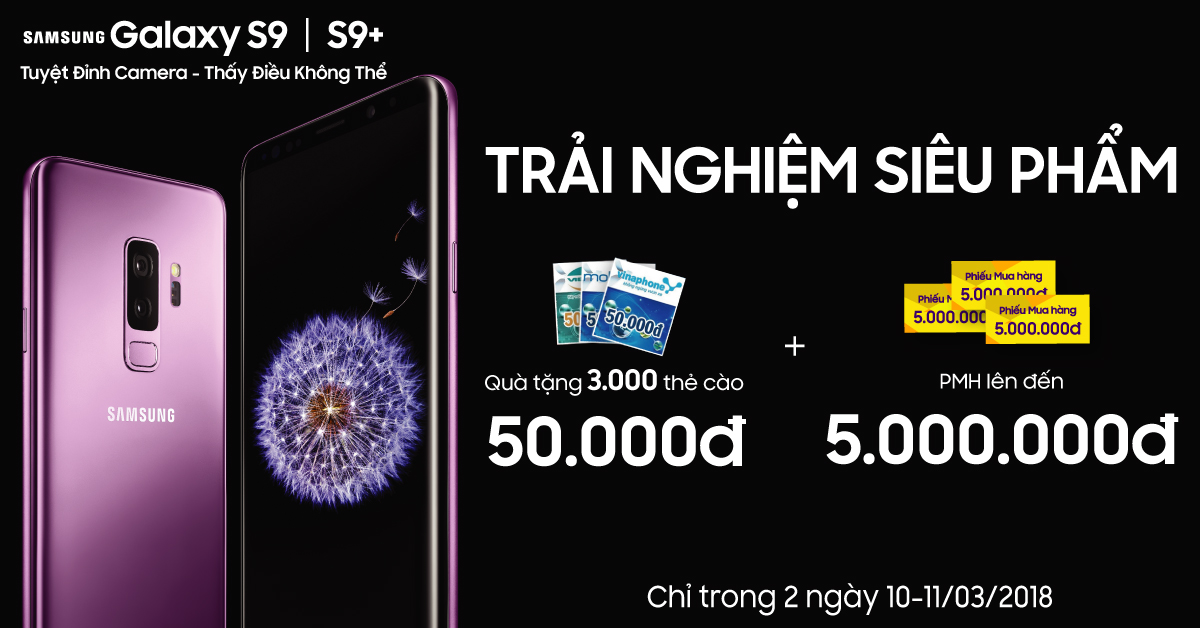 SAMSUNG Galaxy S9 | S9+
Tuyệt Đỉnh Camera - Thấy Điều Không Thể
TRẢI NGHIỆM SIÊU PHẨM
vinaphone
50.000đ
Phiếu Mua hàng
5.000.000đ
Phiếu
5.000.000
Phiếu Mua hàng
5.000.000đ
+
Quà tặng 3.000 thẻ cào
50.000đ
PMH lên đến
5.000.000đ
SAMSUNG
Chỉ trong 2 ngày 10-11/03/2018